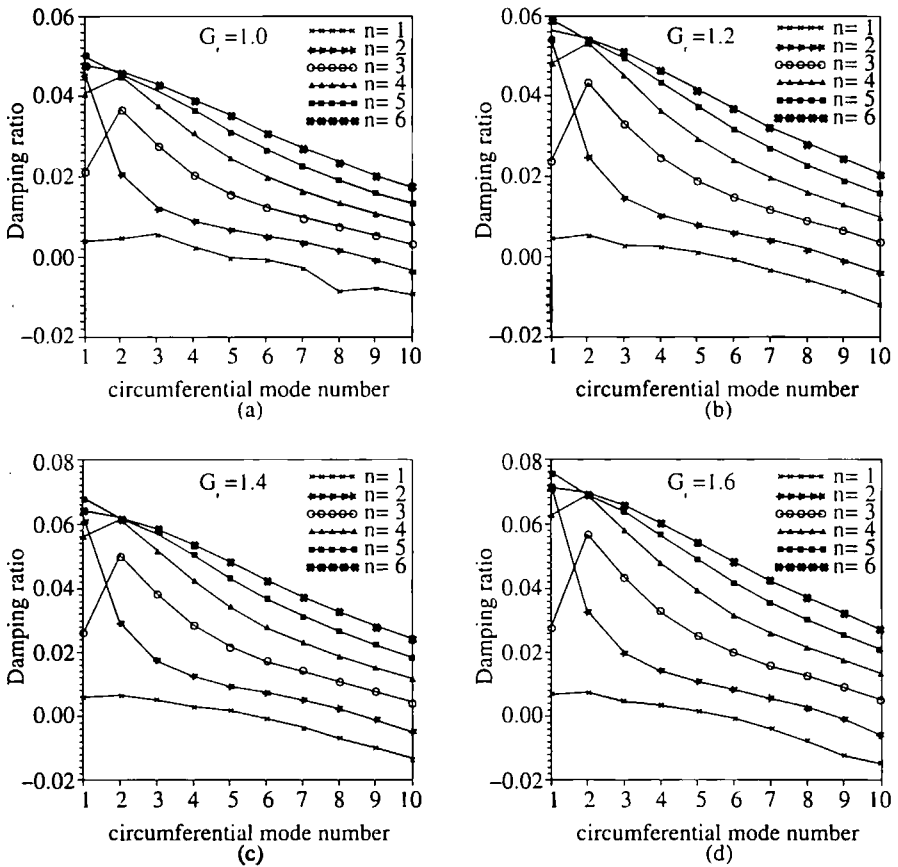 G_r =1.0
n= 1
n= 2
n= 3
n= 4
n= 5
n= 6
0.06
0.04
0.02
0.00
−0.02
Damping ratio
1 2 3 4 5 6 7 8 9 10
circumferential mode number
(a)
G_r =1.2
n= 1
n= 2
n= 3
n= 4
n= 5
n= 6
0.06
0.04
0.02
0.00
−0.02
Damping ratio
1 2 3 4 5 6 7 8 9 10
circumferential mode number
(b)
G_r =1.4
n= 1
n= 2
n= 3
n= 4
n= 5
n= 6
0.08
0.06
0.04
0.02
0.00
−0.02
Damping ratio
1 2 3 4 5 6 7 8 9 10
circumferential mode number
(c)
G_r =1.6
n= 1
n= 2
n= 3
n= 4
n= 5
n= 6
0.08
0.06
0.04
0.02
0.00
−0.02
Damping ratio
1 2 3 4 5 6 7 8 9 10
circumferential mode number
(d)